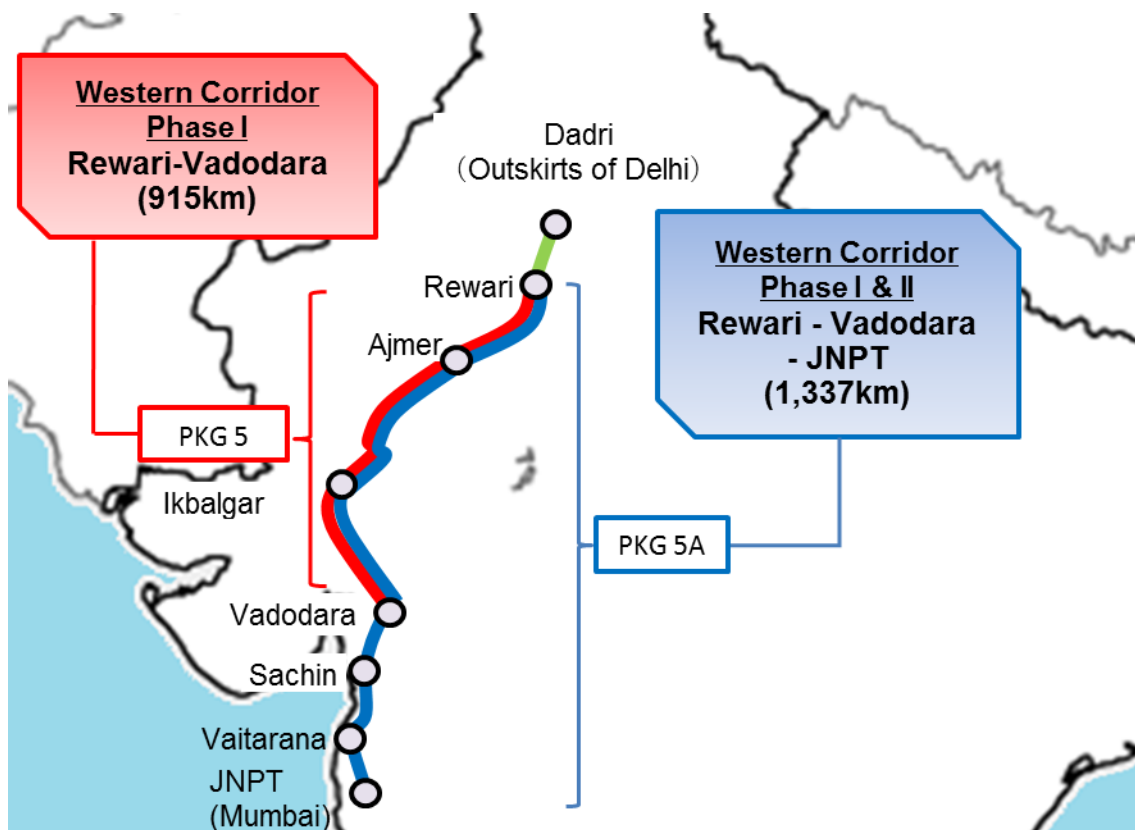 Western Corridor
Phase I
Rewari-Vadodara
(915km)
Dadri
(Outskirts of Delhi)
Western Corridor
Phase I & II
Rewari - Vadodara
- JNPT
(1,337km)
Rewari
Ajmer
PKG 5
Ikbalgar
PKG 5A
Vadodara
Sachin
Vaitarana
JNPT
(Mumbai)